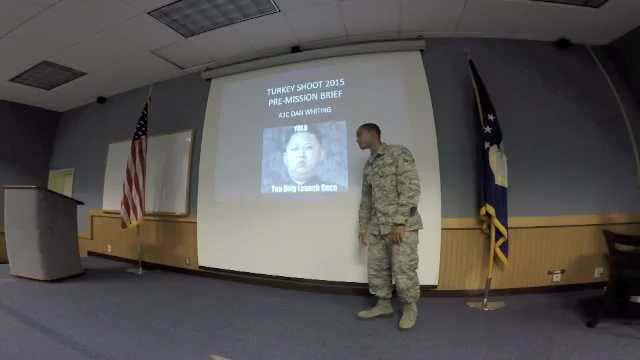 TURKEY SHOOT 2015
PRE-MISSION BRIEF
A1C DAN WHITING
YOLO
You Only Launch Once